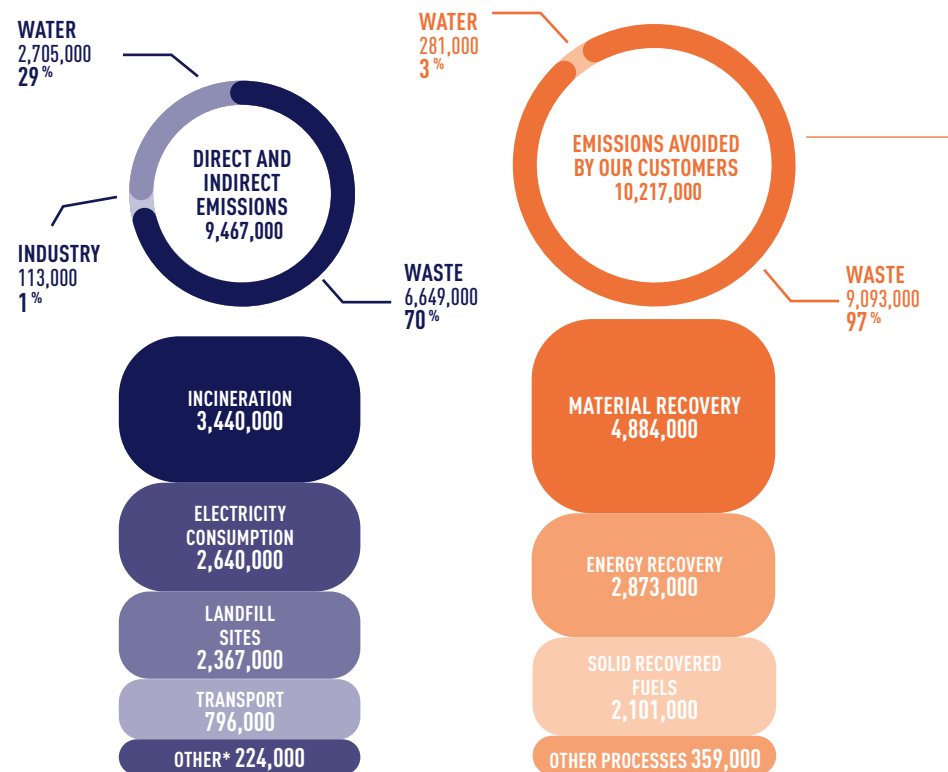 WATER
2,705,000
29 %
DIRECT AND
INDIRECT
EMISSIONS
9,467,000
INDUSTRY
113,000
1 %
WASTE
6,649,000
70 %
INCINERATION
3,440,000
ELECTRICITY
CONSUMPTION
2,640,000
LANDFILL
SITES
2,367,000
TRANSPORT
796,000
OTHER* 224,000
WATER
281,000
3 %
EMISSIONS AVOIDED
BY OUR CUSTOMERS
10,217,000
WASTE
9,093,000
97 %
MATERIAL RECOVERY
4,884,000
ENERGY RECOVERY
2,873,000
SOLID RECOVERED
FUELS
2,101,000
OTHER PROCESSES 359,000